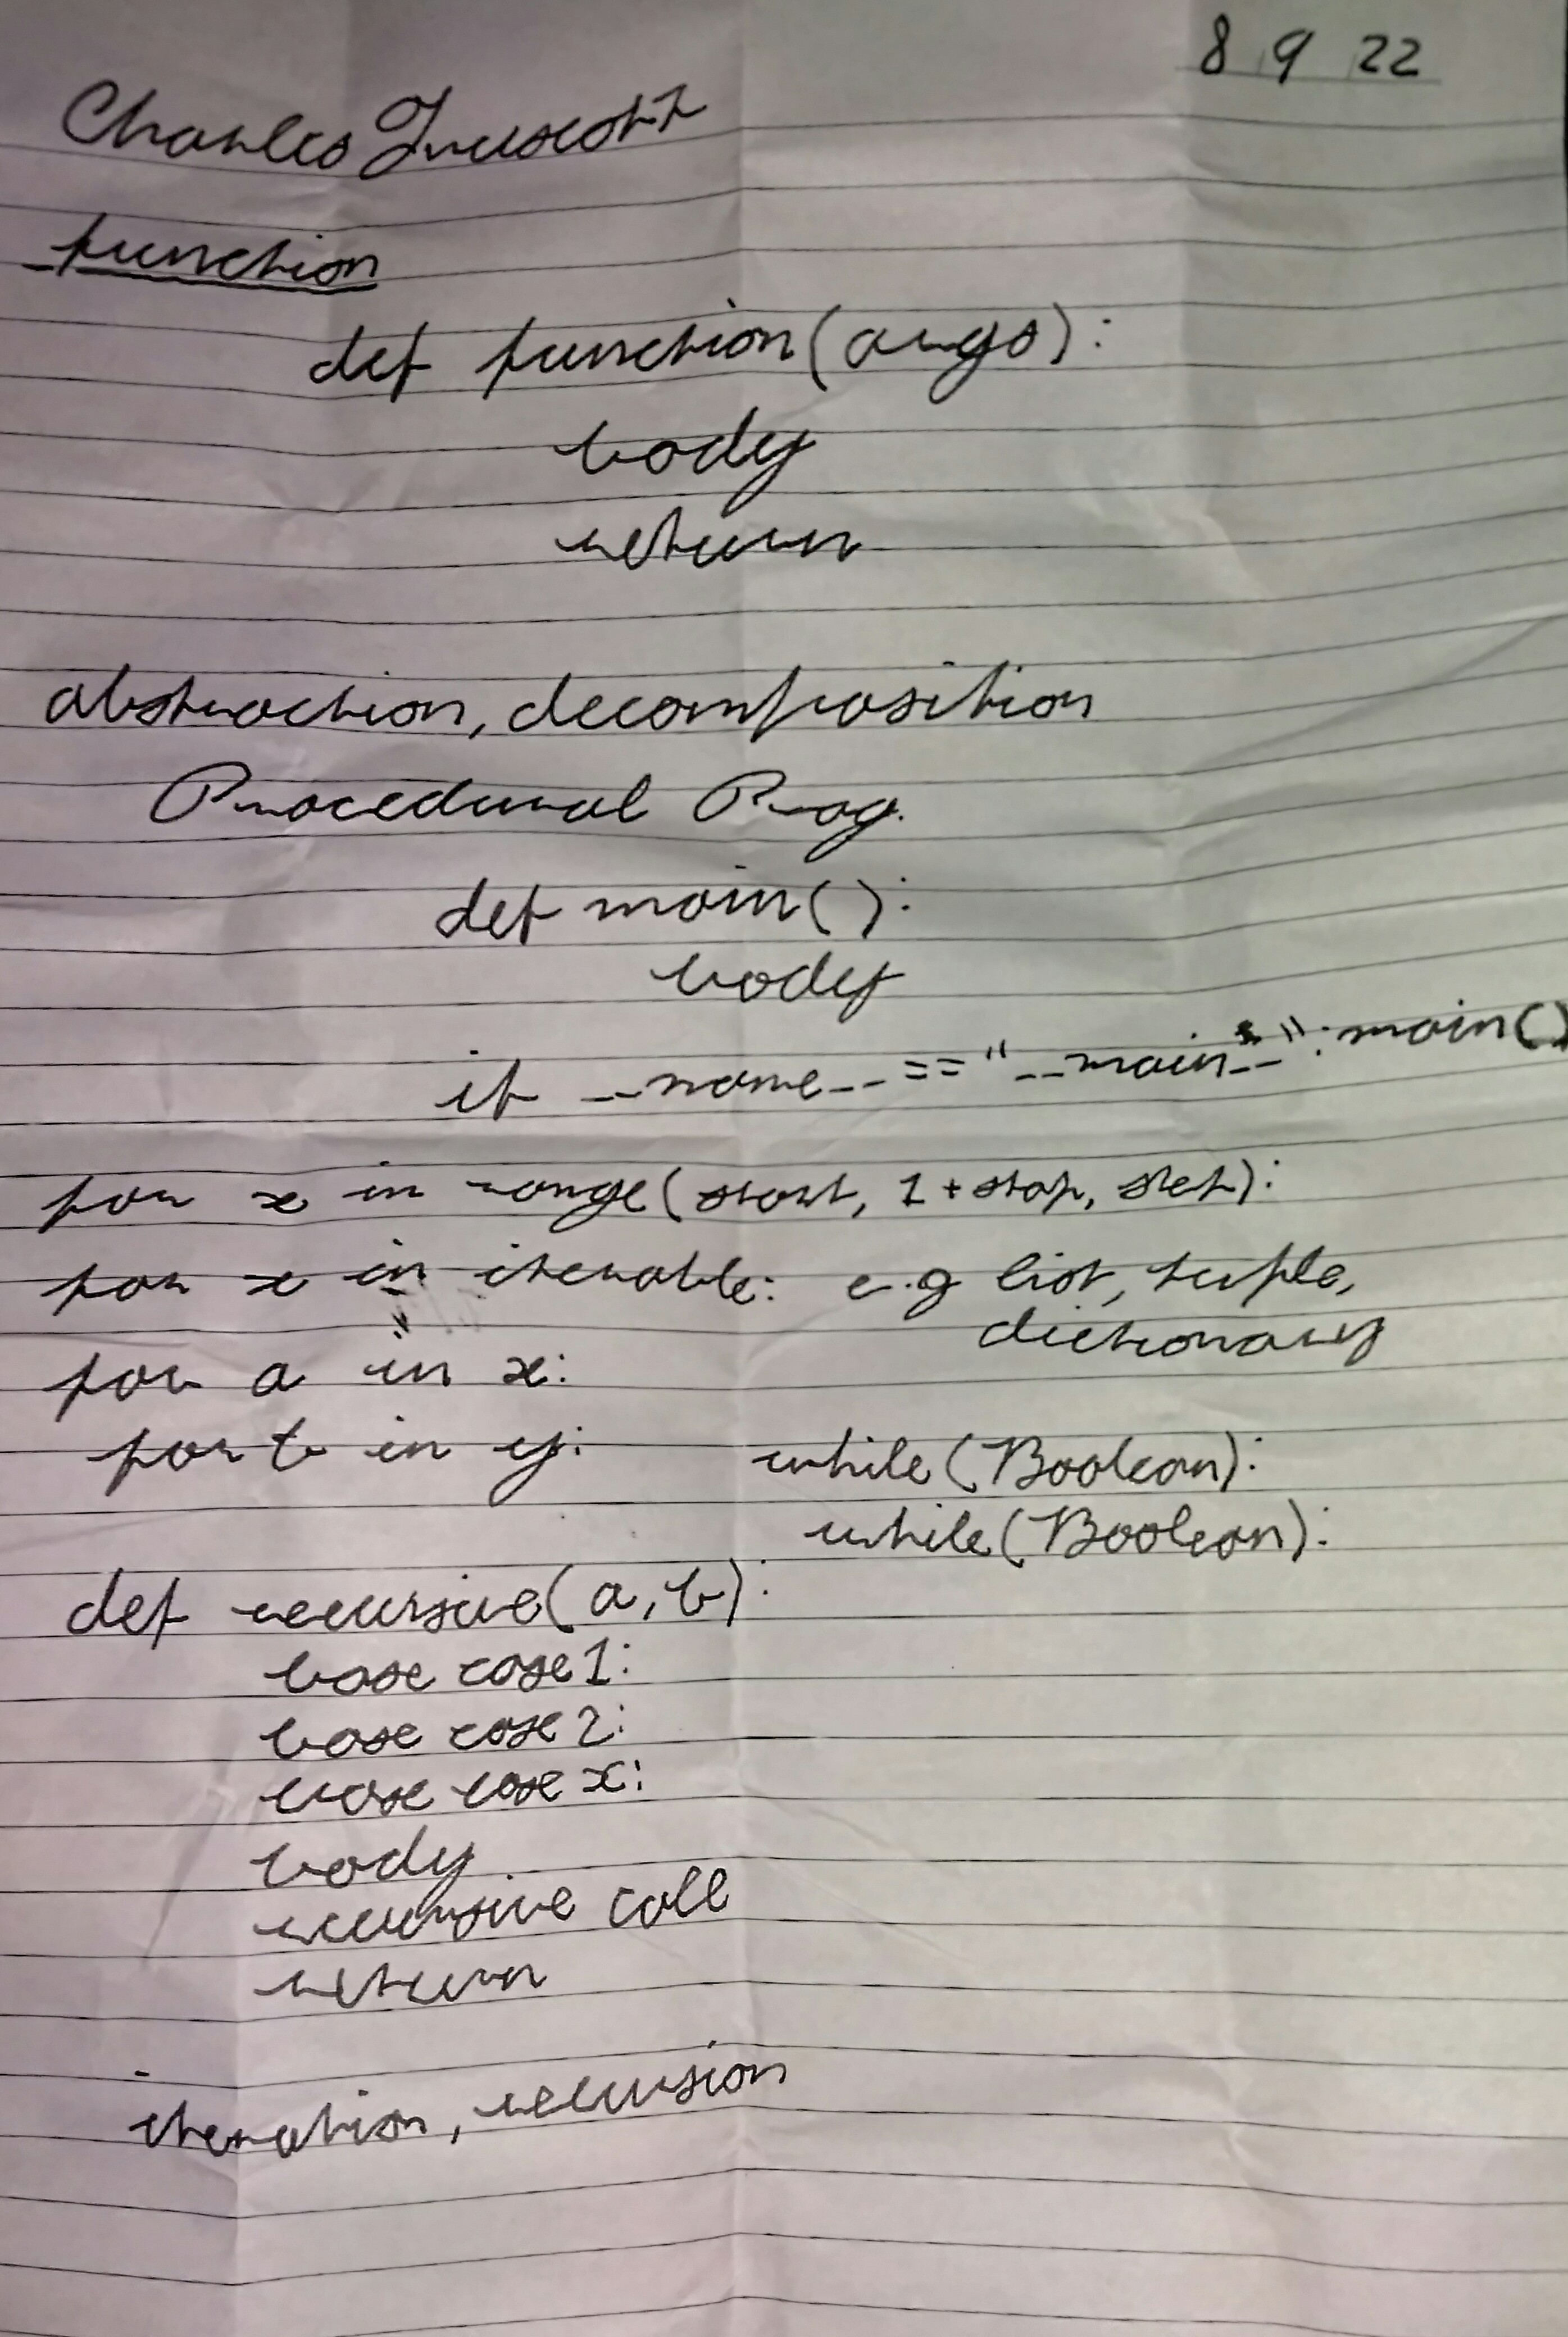 8 9 22
Charles Truscott
function
def function(args):
body
return
abstraction, decomposition
Procedural Prog.
def main():
body
if __name__ == "__main__": main()
for x in range(start, 1 + stop, step):
for x in iterable: e.g list, tuple,
dictionary
for a in x:
for b in y: while(Boolean):
while(Boolean):
def recursive(a, b):
base case 1:
base case 2:
base case x:
body
recursive call
return
iteration, recursion